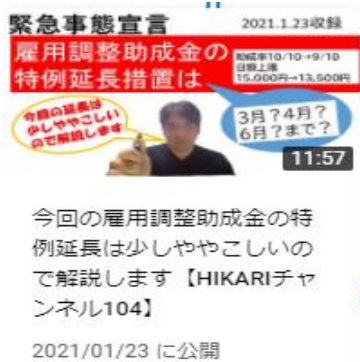 緊急事態宣言
2021.1.23収録
雇用調整助成金の
特例延長措置は
助成率10/10→9/10
日額上限
15,000円→13,500円
今回の延長は
少しややこしい
ので解説します
3月？4月？
6月？まで？
11:57
今回の雇用調整助成金の特
例延長は少しややこしいの
で解説します【HIKARIチャ
ンネル104】
2021/01/23 に公開